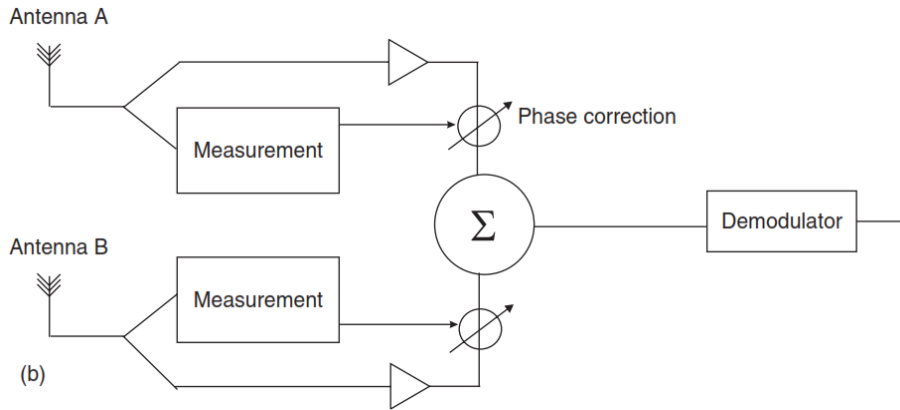 Antenna A
Phase correction
Measurement
Σ
Demodulator
Antenna B
Measurement
(b)